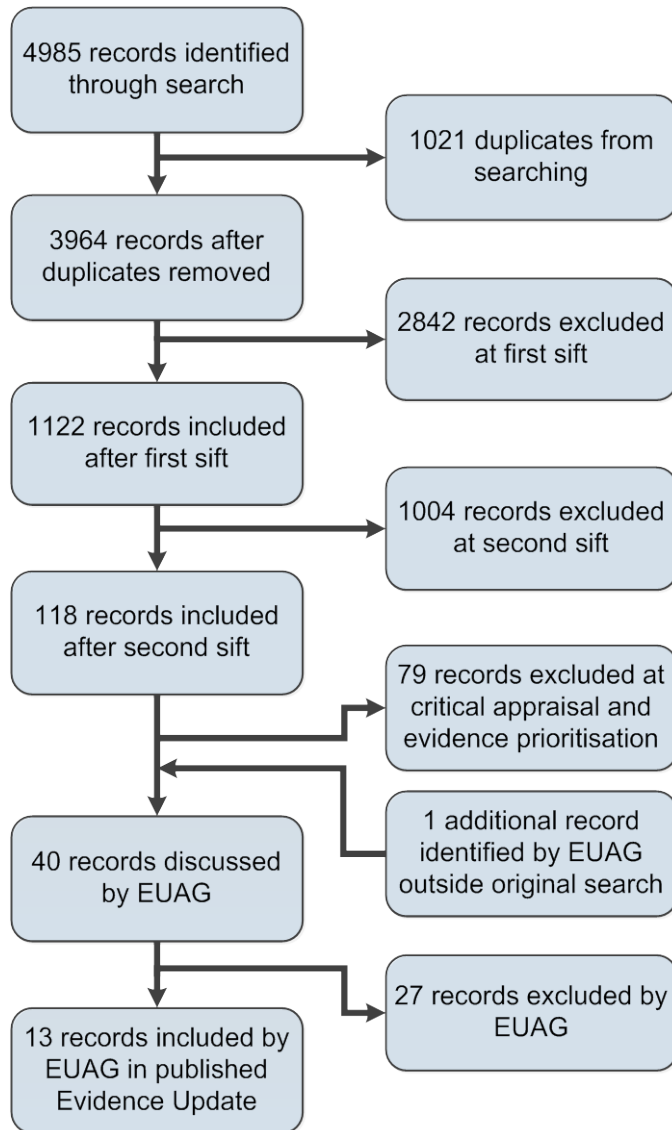 4985 records identified
through search
1021 duplicates from
searching
3964 records after
duplicates removed
2842 records excluded
at first sift
1122 records included
after first sift
1004 records excluded
at second sift
118 records included
after second sift
79 records excluded at
critical appraisal and
evidence prioritisation
1 additional record
identified by EUAG
outside original search
40 records discussed
by EUAG
27 records excluded by
EUAG
13 records included by
EUAG in published
Evidence Update